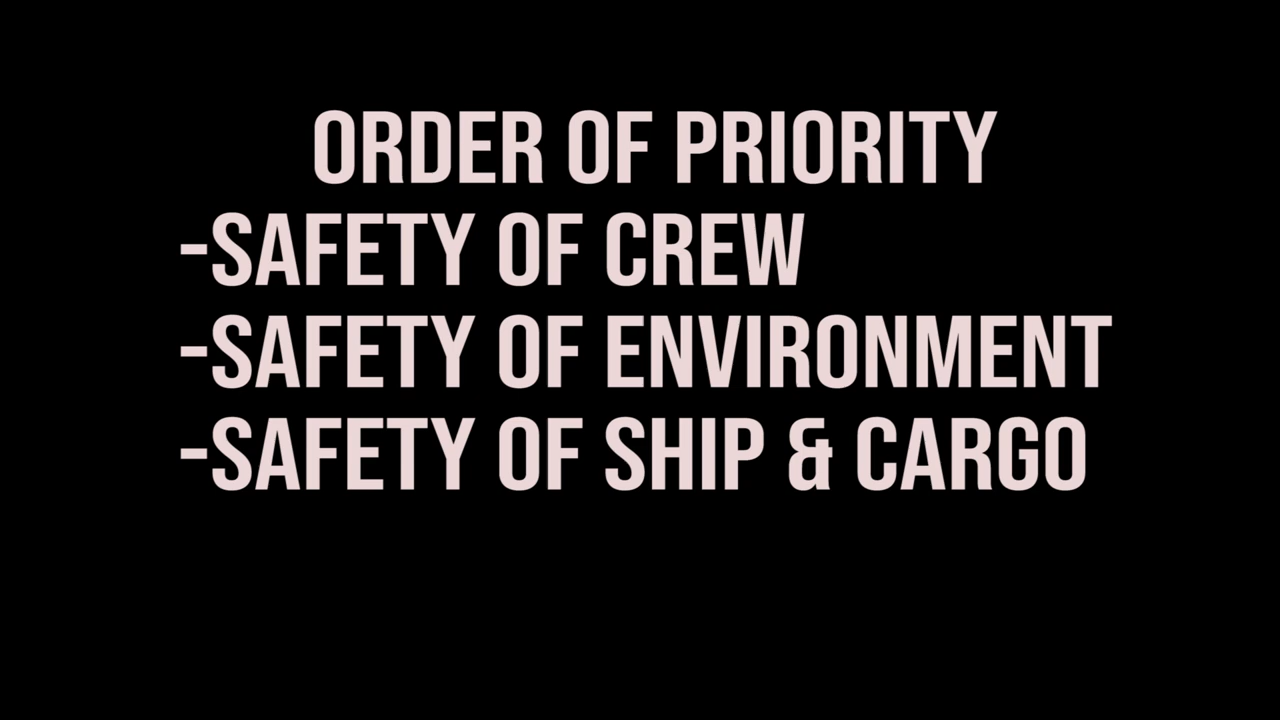 ORDER OF PRIORITY
-SAFETY OF CREW
-SAFETY OF ENVIRONMENT
-SAFETY OF SHIP & CARGO